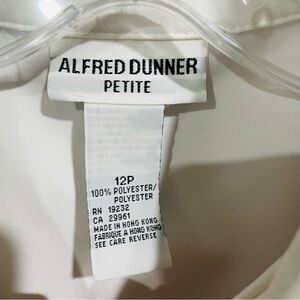 ALFRED DUNNER
PETITE
12P
100% POLYESTER/
POLYESTER
RN 19232
CA 29961
MADE IN HONG KONG
FABRIQUE A HONG KONG
SEE CARE REVERSE